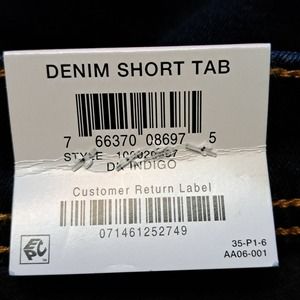 DENIM SHORT TAB
7 66370 08697 5
STYLE
DK INDIGO
Customer Return Label
071461252749
35-P1-6
AA06-001